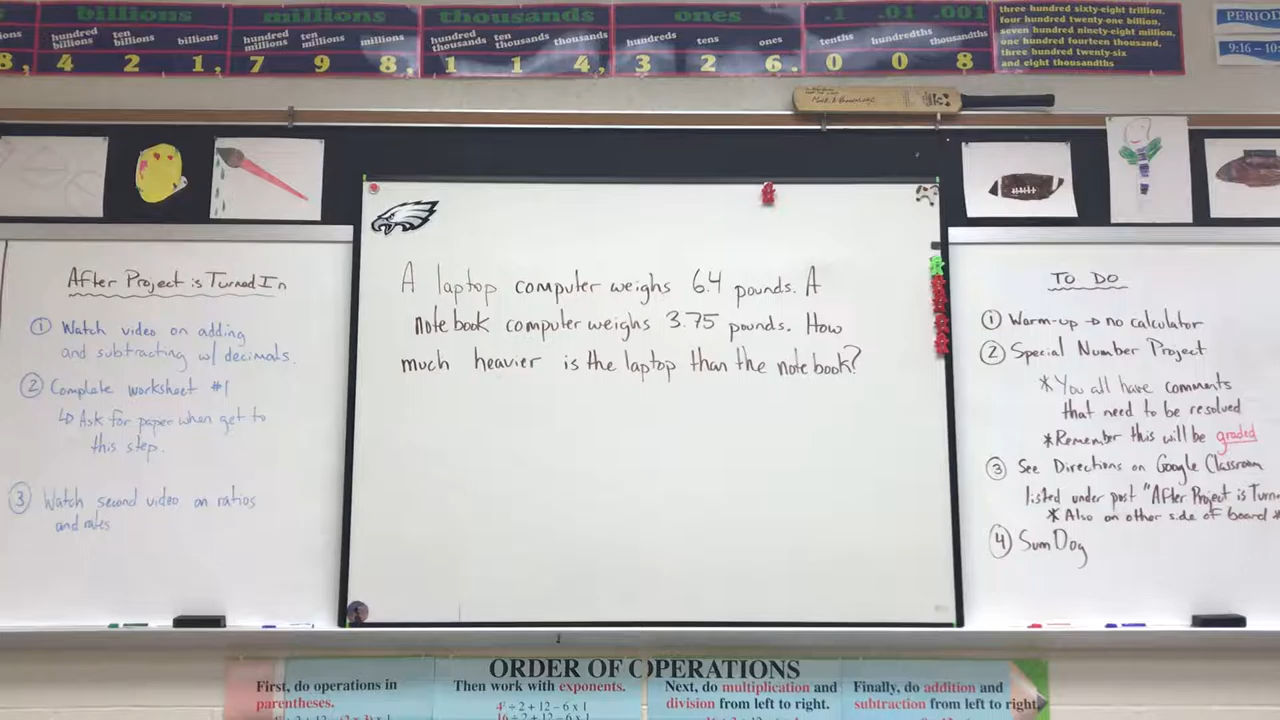 billions millions thousands ones .1 .01 .001
hundred billions ten billions billions hundred millions ten millions millions hundred thousands ten thousands thousands hundreds tens ones tenths hundredths thousandths
8, 4 2 1, 7 9 8, 1 1 4, 3 2 6. 0 0 8
three hundred sixty-eight trillion,
four hundred twenty-one billion,
seven hundred ninety-eight million,
one hundred fourteen thousand,
three hundred twenty-six
and eight thousandths
PERIOD
9:16 - 10:
After Project is Turned In
① Watch video on adding
and subtracting w/ decimals.
② Complete worksheet #1
↳ Ask for paper when get to
this step.
③ Watch second video on ratios
and rates
A laptop computer weighs 6.4 pounds. A
notebook computer weighs 3.75 pounds. How
much heavier is the laptop than the notebook?
TO DO
① Warm-up → no calculator
② Special Number Project
* You all have comments
that need to be resolved
* Remember this will be graded
③ See Directions on Google Classroom
listed under post "After Project is Turn
* Also on other side of board *
④ SumDog
ORDER OF OPERATIONS
First, do operations in
parentheses.
Then work with exponents.
Next, do multiplication and
division from left to right.
Finally, do addition and
subtraction from left to right.